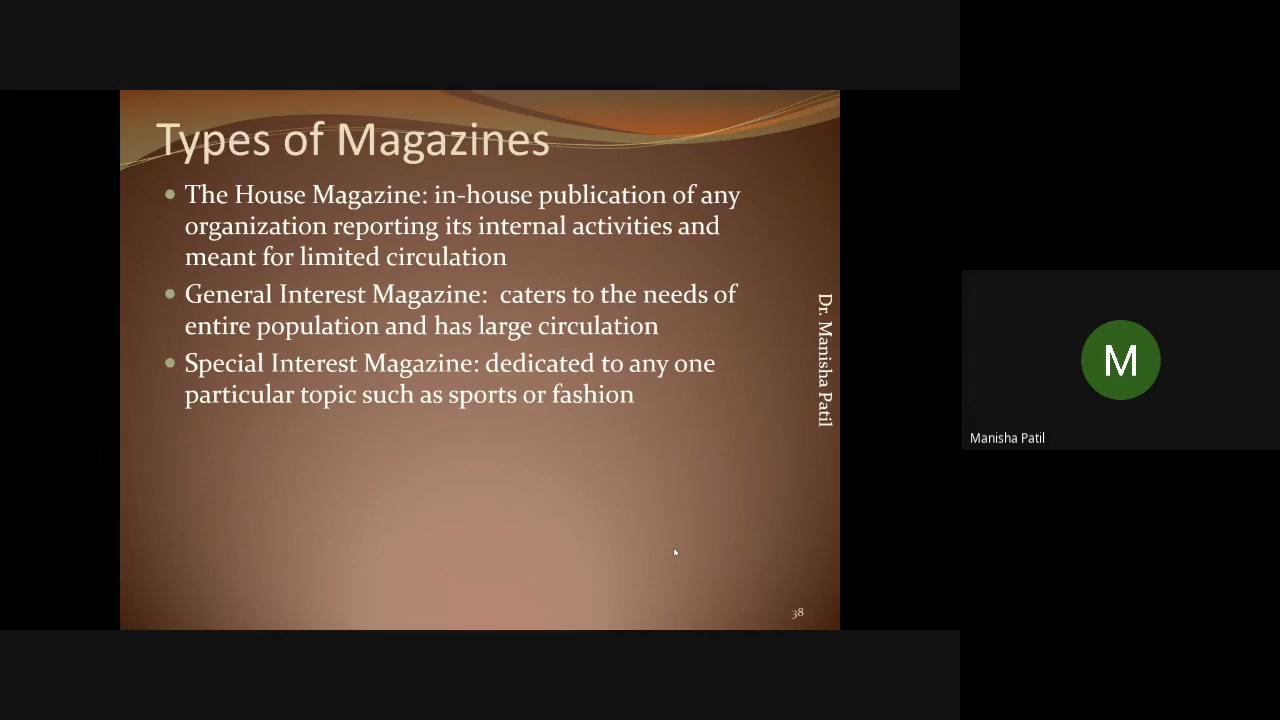 Types of Magazines
The House Magazine: in-house publication of any
organization reporting its internal activities and
meant for limited circulation
General Interest Magazine:  caters to the needs of
entire population and has large circulation
Special Interest Magazine: dedicated to any one
particular topic such as sports or fashion
Dr. Manisha Patil
38
M
Manisha Patil